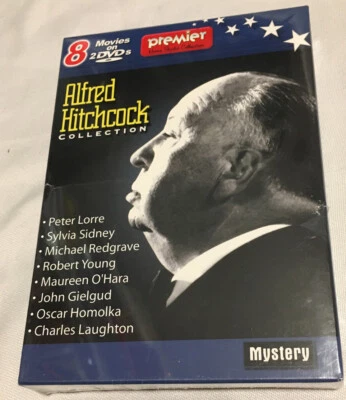 8 Movies on 2 DVDs
premier
Alfred
Hitchcock
COLLECTION
• Peter Lorre
• Sylvia Sidney
• Michael Redgrave
• Robert Young
• Maureen O'Hara
• John Gielgud
• Oscar Homolka
• Charles Laughton
Mystery